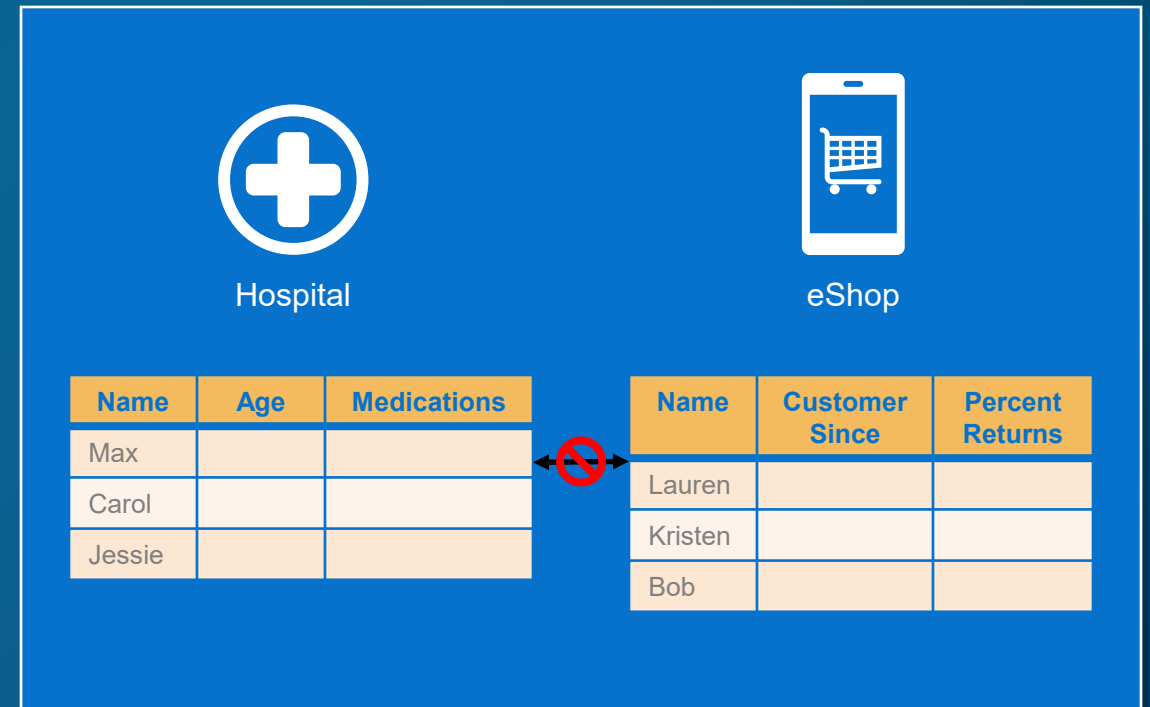 Hospital
eShop
Name Age Medications
Max
Carol
Jessie
Name Customer Since Percent Returns
Lauren
Kristen
Bob